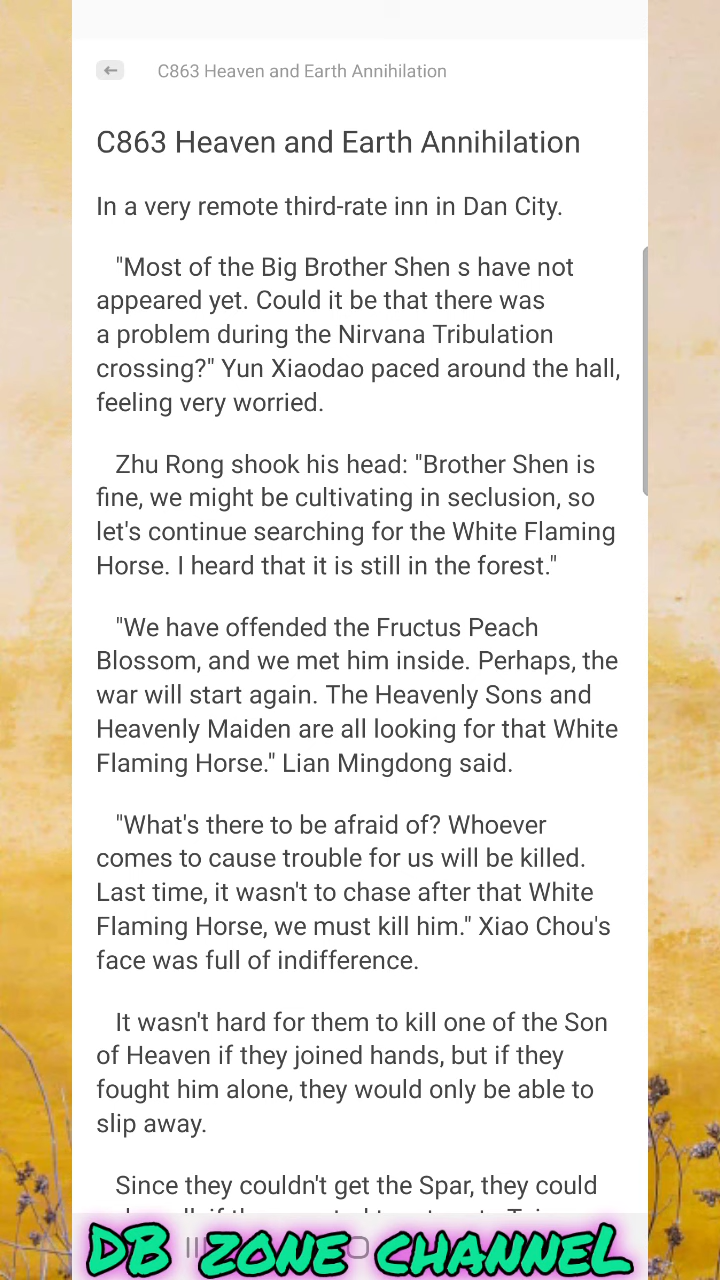 C863 Heaven and Earth Annihilation
C863 Heaven and Earth Annihilation
In a very remote third-rate inn in Dan City.
"Most of the Big Brother Shen s have not
appeared yet. Could it be that there was
a problem during the Nirvana Tribulation
crossing?" Yun Xiaodao paced around the hall,
feeling very worried.
Zhu Rong shook his head: "Brother Shen is
fine, we might be cultivating in seclusion, so
let's continue searching for the White Flaming
Horse. I heard that it is still in the forest."
"We have offended the Fructus Peach
Blossom, and we met him inside. Perhaps, the
war will start again. The Heavenly Sons and
Heavenly Maiden are all looking for that White
Flaming Horse." Lian Mingdong said.
"What's there to be afraid of? Whoever
comes to cause trouble for us will be killed.
Last time, it wasn't to chase after that White
Flaming Horse, we must kill him." Xiao Chou's
face was full of indifference.
It wasn't hard for them to kill one of the Son
of Heaven if they joined hands, but if they
fought him alone, they would only be able to
slip away.
Since they couldn't get the Spar, they could
DB ZONE CHANNEL